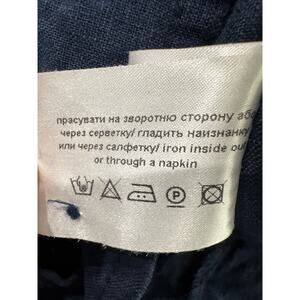 прасувати на зворотню сторону або
через серветку/ гладить наизнанку
или через салфетку/ iron inside out
or through a napkin
P